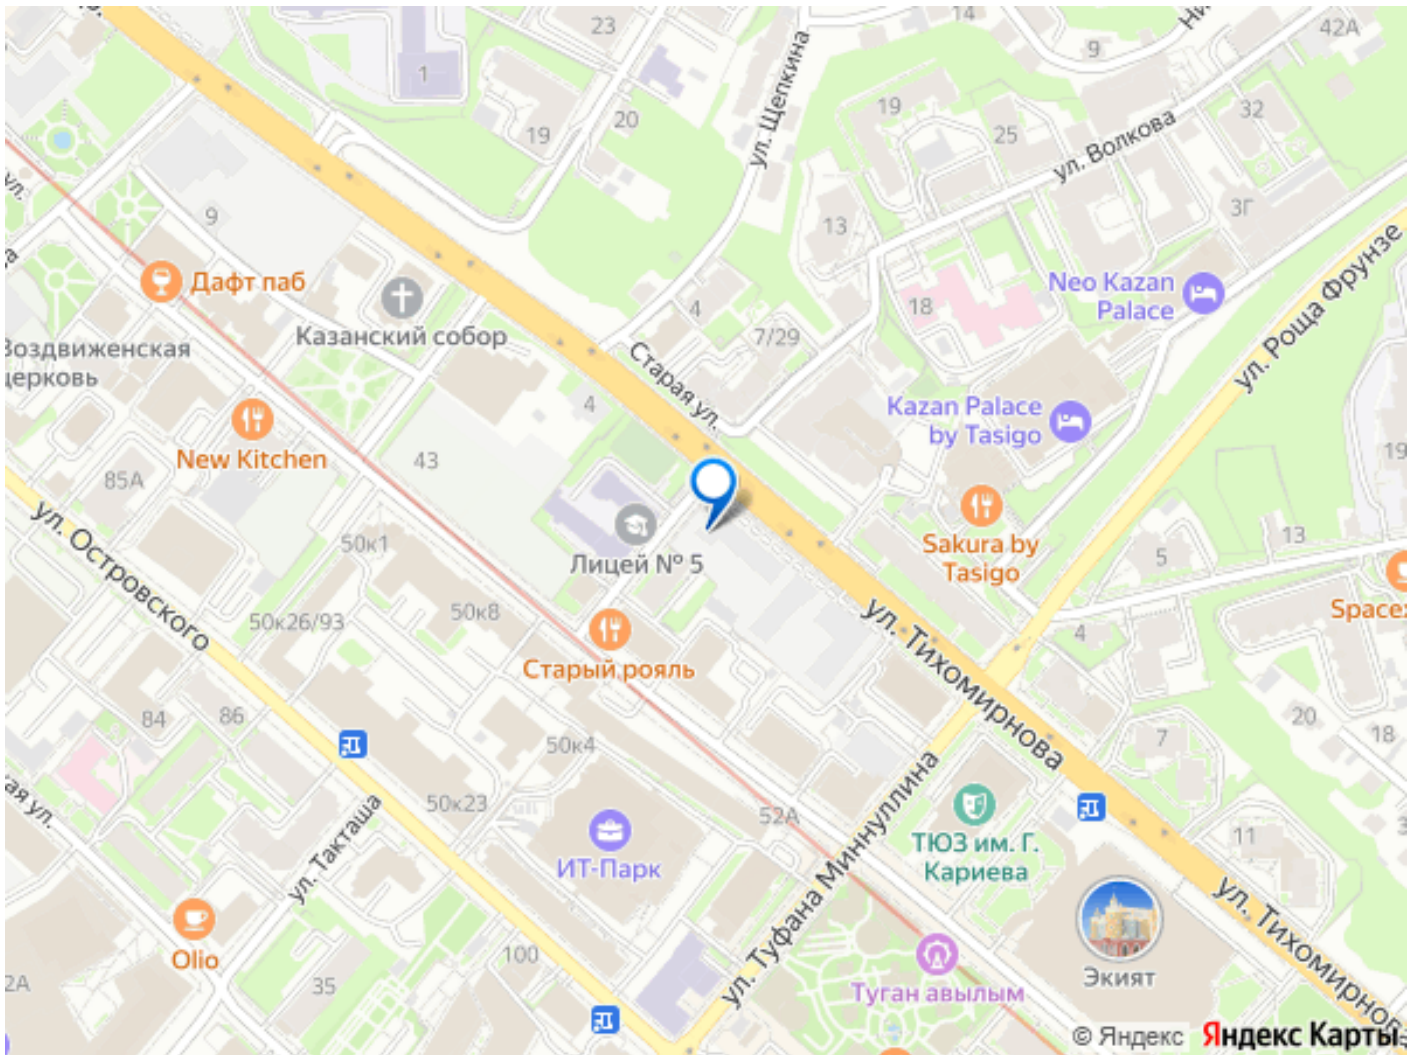 23
14
42А
9
1
19
20
ул. Щепкина
19
25
32
ул. Волкова
ул.
9
13
3Г
Дафт паб
4
18
Neo Kazan
Palace
ул. Роща Фрунзе
Казанский собор
7/29
Воздвиженская
церковь
Старая ул.
4
Kazan Palace
by Tasigo
New Kitchen
43
85А
19
ул. Островского
50к1
Лицей № 5
Sakura by
Tasigo
5
13
50к26/93
50к8
ул. Тихомирнова
4
Старый рояль
84
86
50к4
20
18
7
50к23
52А
ул. Такташа
ИТ-Парк
ул. Туфана Миннуллина
ТЮЗ им. Г.
Кариева
11
ул. Тихомирнов
Olio
100
35
2А
Туган авылым
Экият
© Яндекс
Яндекс Карты